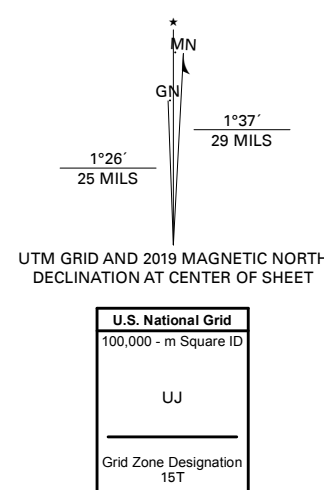 ★
MN
GN
1°37´
29 MILS
1°26´
25 MILS
UTM GRID AND 2019 MAGNETIC NORTH
DECLINATION AT CENTER OF SHEET
U.S. National Grid
100,000 - m Square ID
UJ
Grid Zone Designation
15T